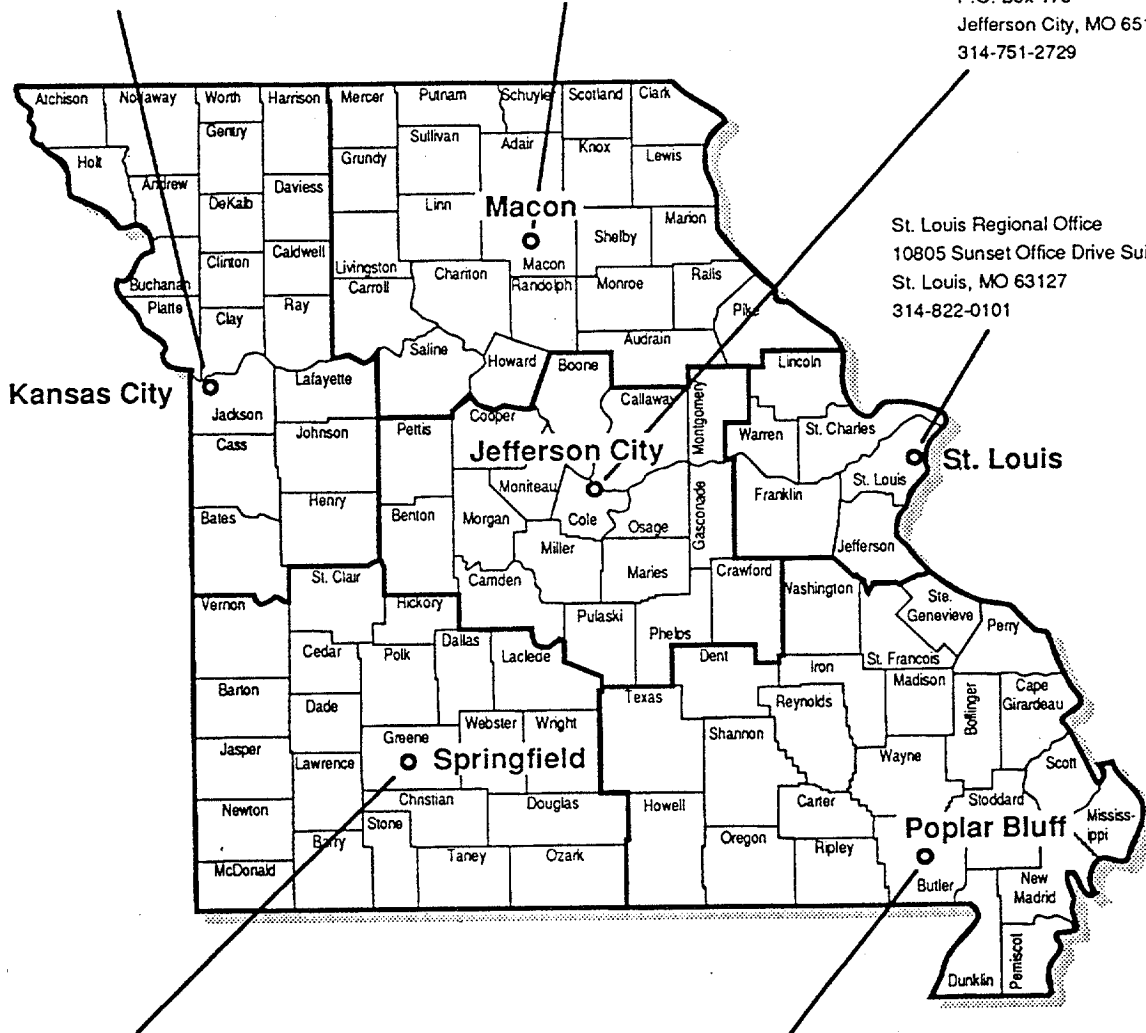 Jefferson City, MO
314-751-2729
St. Louis Regional Office
10805 Sunset Office Drive
St. Louis, MO 63127
314-822-0101
Atchison
Nodaway
Worth
Harrison
Mercer
Putnam
Schuyler
Scotland
Clark
Gentry
Sullivan
Adair
Knox
Lewis
Holt
Andrew
DeKalb
Daviess
Grundy
Linn
Macon
Shelby
Marion
Buchanan
Clinton
Caldwell
Livingston
Chariton
Macon
Randolph
Monroe
Ralls
Platte
Clay
Ray
Carroll
Pike
Saline
Howard
Boone
Audrain
Lincoln
Kansas City
Jackson
Lafayette
Cooper
Callaway
Montgomery
Warren
St. Charles
Cass
Johnson
Pettis
Jefferson City
St. Louis
Moniteau
St. Louis
Bates
Henry
Benton
Morgan
Cole
Osage
Gasconade
Franklin
Miller
Jefferson
St. Clair
Camden
Maries
Crawford
Washington
Ste.
Genevieve
Vernon
Hickory
Pulaski
Phelps
Perry
Cedar
Polk
Dallas
Laclede
Dent
Iron
St. Francois
Barton
Dade
Texas
Reynolds
Madison
Bollinger
Cape
Girardeau
Greene
Webster
Wright
Shannon
Jasper
Lawrence
Springfield
Wayne
Scott
Newton
Christian
Douglas
Howell
Carter
Stoddard
Mississ-
ippi
Stone
Poplar Bluff
Barry
Taney
Ozark
Oregon
Ripley
McDonald
Butler
New
Madrid
Dunklin
Pemiscot